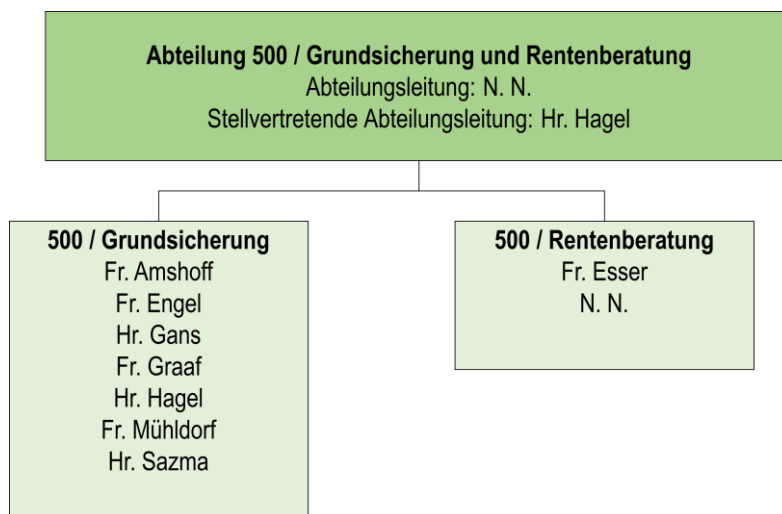 Abteilung 500 / Grundsicherung und Rentenberatung
Abteilungsleitung: N. N.
Stellvertretende Abteilungsleitung: Hr. Hagel
500 / Grundsicherung
Fr. Amshoff
Fr. Engel
Hr. Gans
Fr. Graaf
Hr. Hagel
Fr. Mühldorf
Hr. Sazma
500 / Rentenberatung
Fr. Esser
N. N.